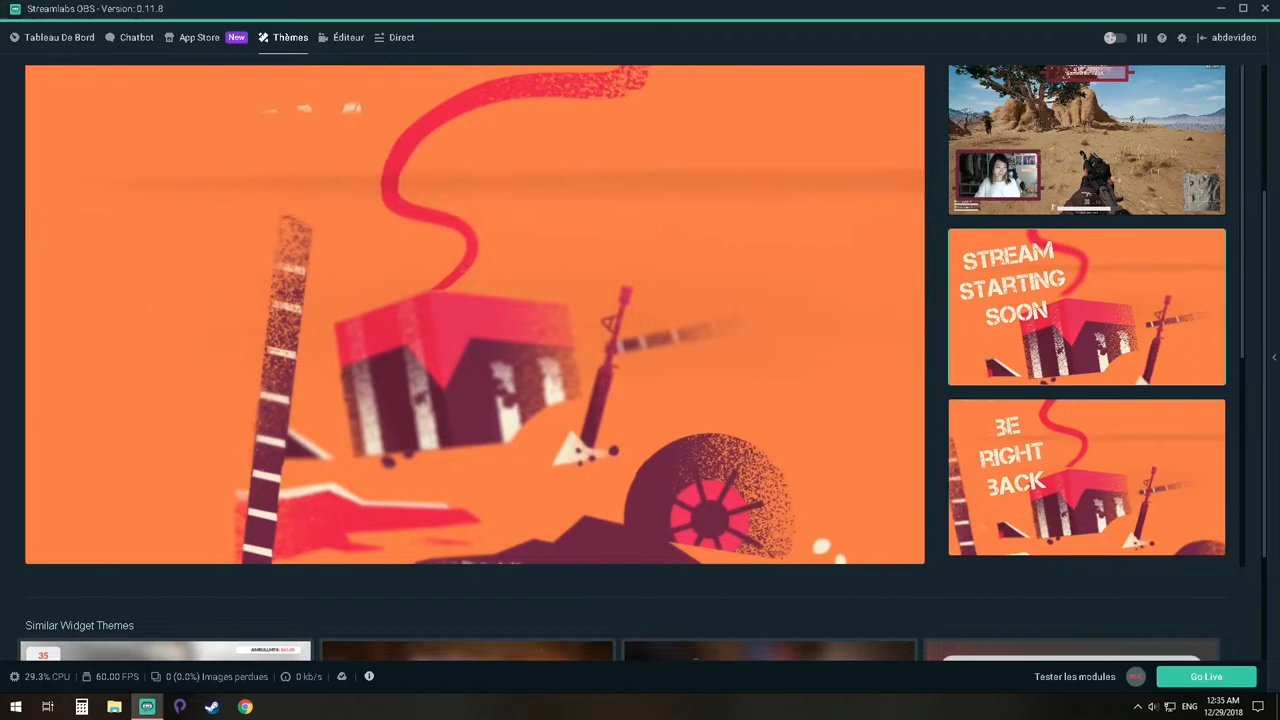 Streamlabs OBS - Version: 0.11.8
Tableau De Bord
Chatbot
App Store
New
Thèmes
Éditeur
Direct
abdevideo
STREAM
STARTING
SOON
BE
RIGHT
BACK
Similar Widget Themes
35
29.3% CPU
60.00 FPS
0 (0.0%) Images perdues
0 kb/s
Tester les modules
Go Live
ENG
12:35 AM
12/29/2018